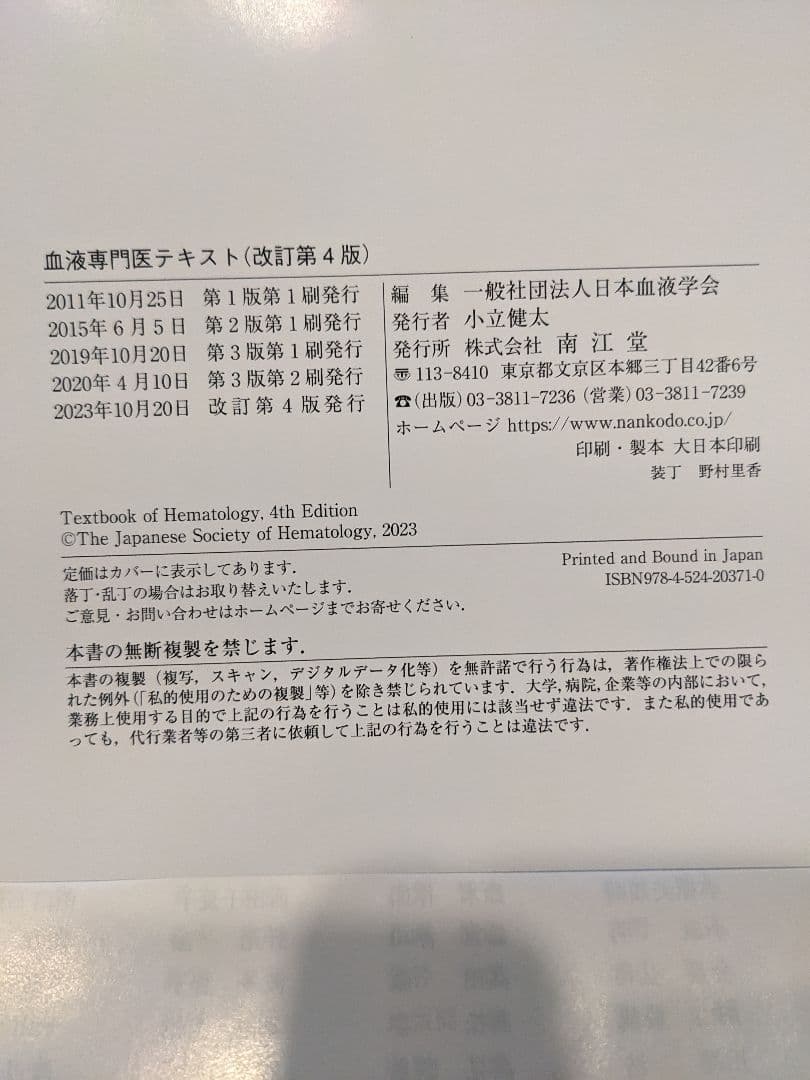 血液専門医テキスト(改訂第4版)
2011年10月25日 第1版第1刷発行
2015年6月5日 第2版第1刷発行
2019年10月20日 第3版第1刷発行
2020年4月10日 第3版第2刷発行
2023年10月20日 改訂第4版発行
編 集 一般社団法人日本血液学会
発行者 小立健太
発行所 株式会社 南江堂
〠113-8410 東京都文京区本郷三丁目42番6号
☎(出版)03-3811-7236 (営業)03-3811-7239
ホームページ https://www.nankodo.co.jp/
印刷・製本 大日本印刷
装丁 野村里香
Textbook of Hematology, 4th Edition
©The Japanese Society of Hematology, 2023
定価はカバーに表示してあります.
落丁・乱丁の場合はお取り替えいたします.
ご意見・お問い合わせはホームページまでお寄せください.
Printed and Bound in Japan
ISBN978-4-524-20371-0
本書の無断複製を禁じます.
本書の複製(複写,スキャン,デジタルデータ化等)を無許諾で行う行為は,著作権法上での限ら
れた例外(「私的使用のための複製」等)を除き禁じられています.大学,病院,企業等の内部において,
業務上使用する目的で上記の行為を行うことは私的使用には該当せず違法です.また私的使用であ
っても,代行業者等の第三者に依頼して上記の行為を行うことは違法です.